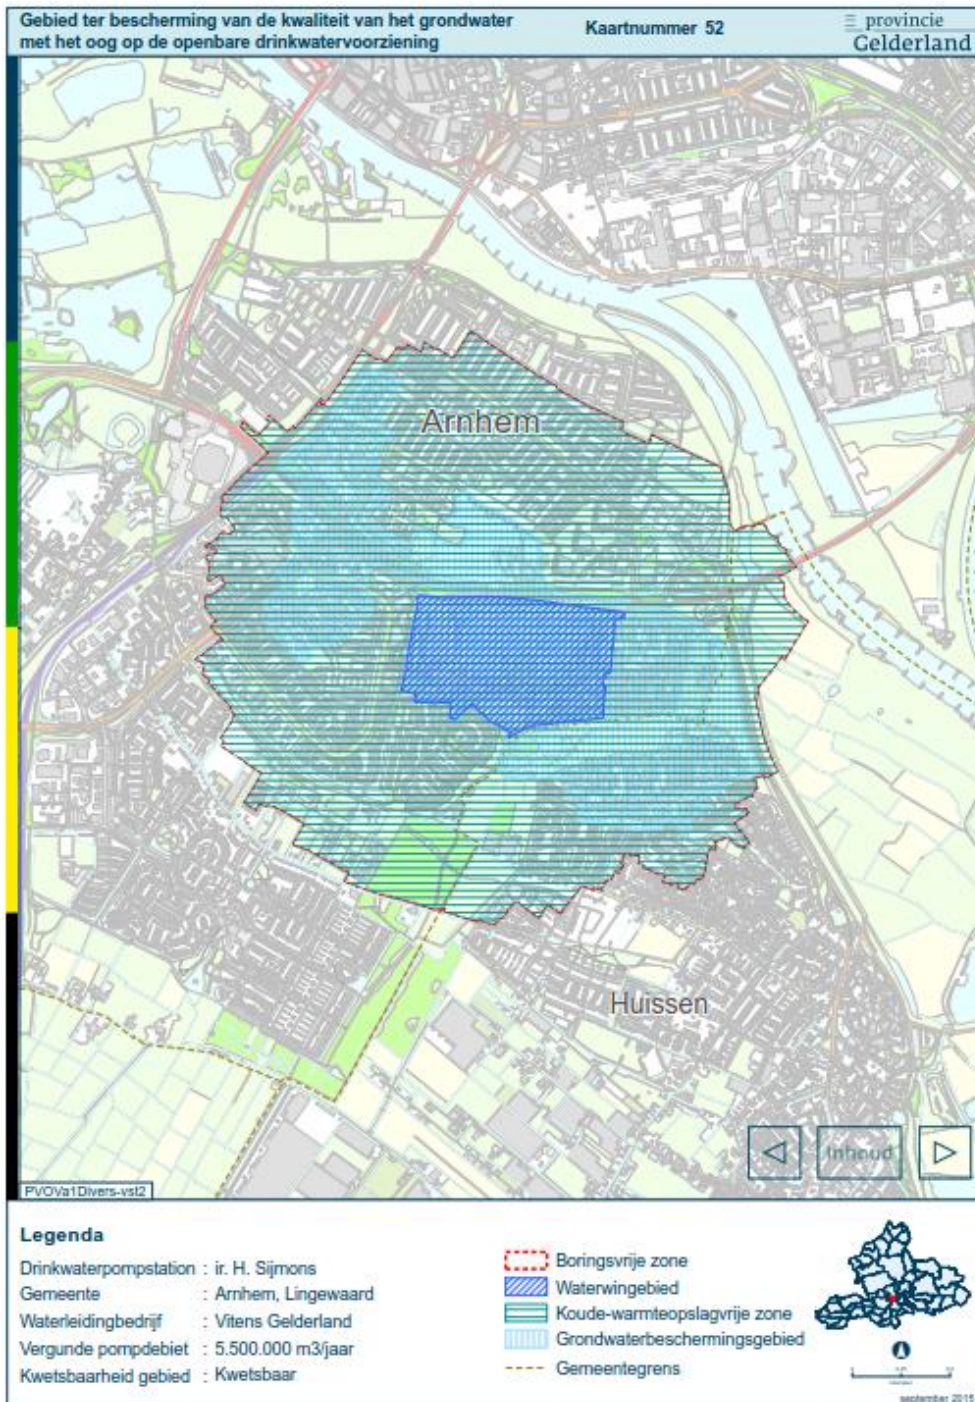 Gebied ter bescherming van de kwaliteit van het grondwater
met het oog op de openbare drinkwatervoorziening
Kaartnummer 52
provincie
Gelderland
Arnhem
Huissen
Inhoud
PVOVa1Divers-vst2
Legenda
Drinkwaterpompstation : ir. H. Sijmons
Gemeente : Arnhem, Lingewaard
Waterleidingbedrijf : Vitens Gelderland
Vergunde pompdebiet : 5.500.000 m3/jaar
Kwetsbaarheid gebied : Kwetsbaar
Boringsvrije zone
Waterwingebied
Koude-warmteopslagvrije zone
Grondwaterbeschermingsgebied
Gemeentegrens
september 2015